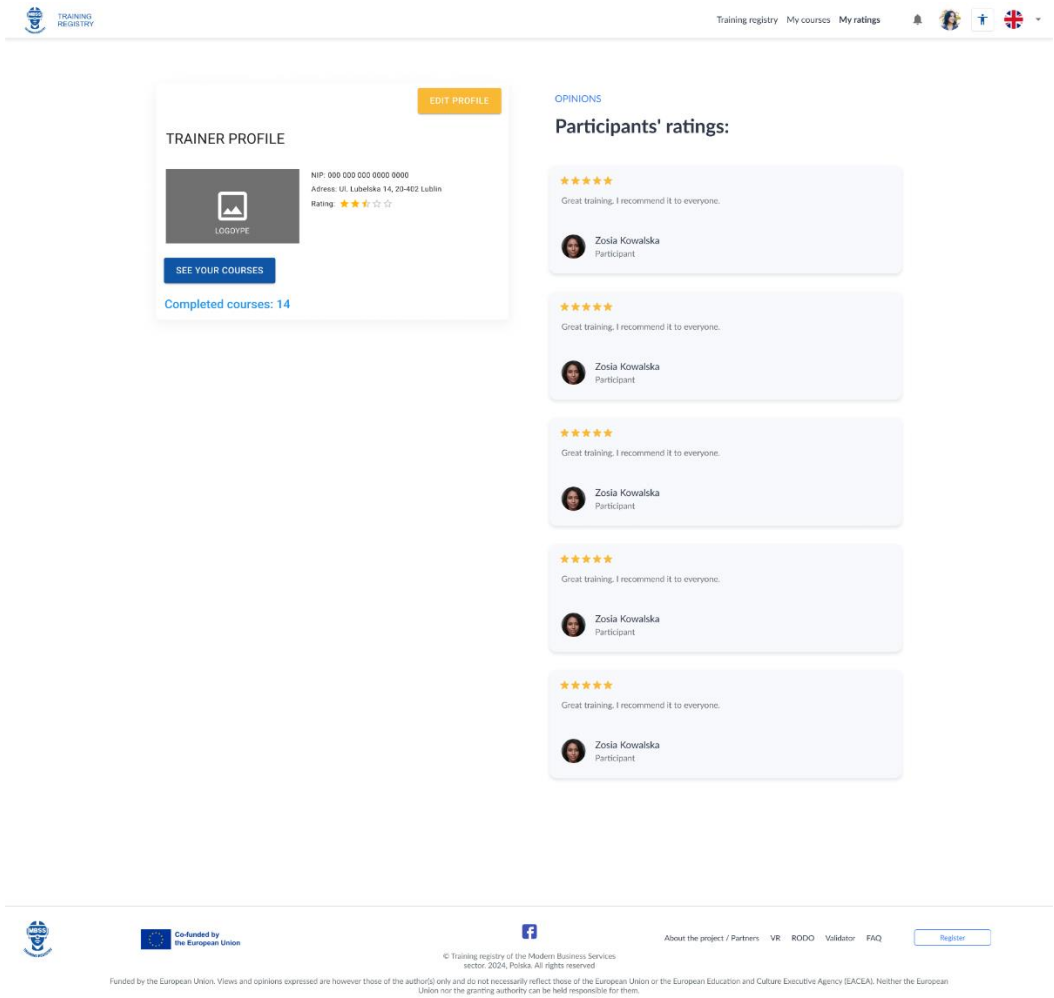 TRAINING
REGISTRY
Training registry My courses My ratings
EDIT PROFILE
TRAINER PROFILE
NIP: 000 000 000 0000 0000
Adress: Ul. Lubelska 14, 20-402 Lublin
Rating:
LOGOYPE
SEE YOUR COURSES
Completed courses: 14
OPINIONS
Participants' ratings:
Great training. I recommend it to everyone.
Zosia Kowalska
Participant
Great training. I recommend it to everyone.
Zosia Kowalska
Participant
Great training. I recommend it to everyone.
Zosia Kowalska
Participant
Great training. I recommend it to everyone.
Zosia Kowalska
Participant
Great training. I recommend it to everyone.
Zosia Kowalska
Participant
MBSS
Co-funded by
the European Union
© Training registry of the Modern Business Services
sector. 2024, Polska. All rights reserved
About the project / Partners VR RODO Validator FAQ
Register
Funded by the European Union. Views and opinions expressed are however those of the author(s) only and do not necessarily reflect those of the European Union or the European Education and Culture Executive Agency (EACEA). Neither the European
Union nor the granting authority can be held responsible for them.